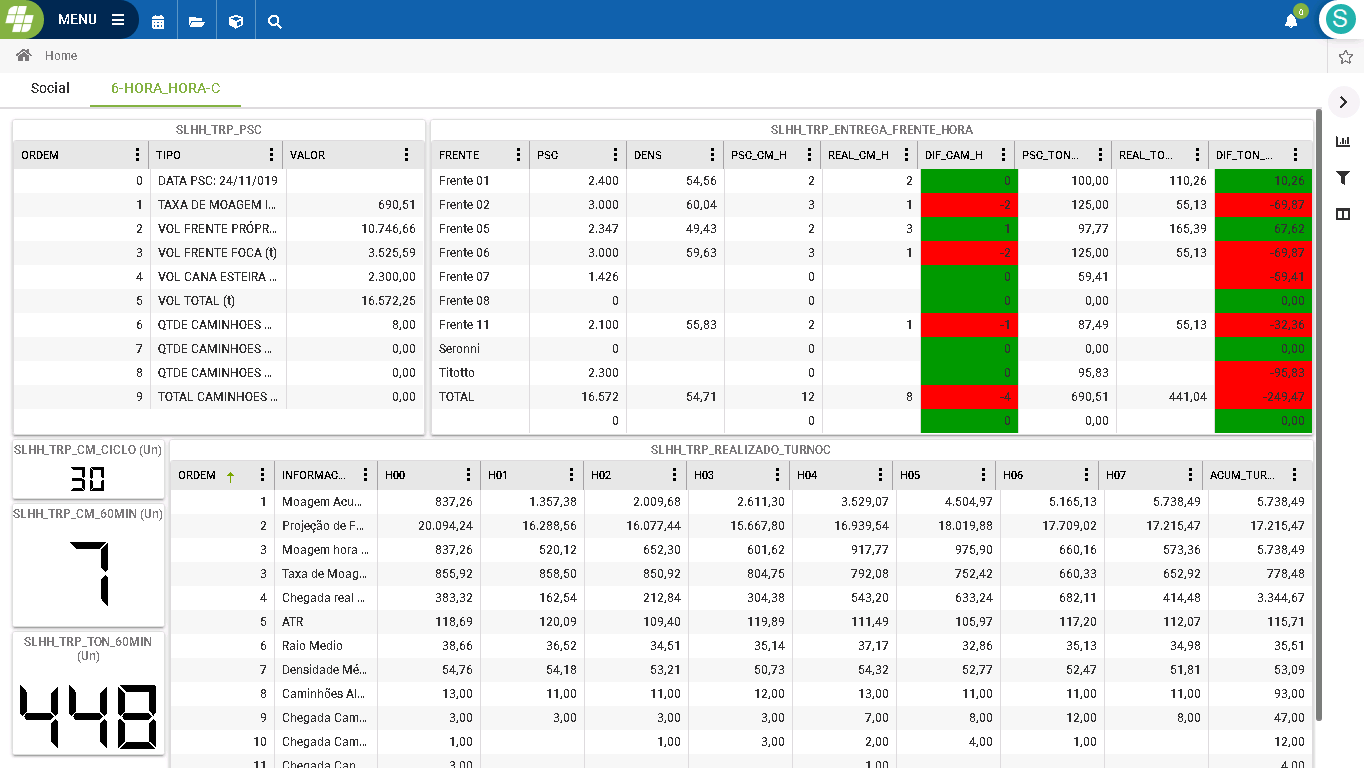 MENU
0
S
Home
Social 6-HORA_HORA-C
SLHH_TRP_PSC
ORDEM TIPO VALOR
0 DATA PSC: 24/11/019
1 TAXA DE MOAGEM I... 690,51
2 VOL FRENTE PRÓPR... 10.746,66
3 VOL FRENTE FOCA (t) 3.525,59
4 VOL CANA ESTEIRA ... 2.300,00
5 VOL TOTAL (t) 16.572,25
6 QTDE CAMINHOES ... 8,00
7 QTDE CAMINHOES ... 0,00
8 QTDE CAMINHOES ... 0,00
9 TOTAL CAMINHOES ... 0,00
SLHH_TRP_ENTREGA_FRENTE_HORA
FRENTE PSC DENS PSC_CM_H REAL_CM_H DIF_CAM_H PSC_TON... REAL_TO... DIF_TON_...
Frente 01 2.400 54,56 2 2 0 100,00 110,26 10,26
Frente 02 3.000 60,04 3 1 -2 125,00 55,13 -69,87
Frente 05 2.347 49,43 2 3 1 97,77 165,39 67,62
Frente 06 3.000 59,63 3 1 -2 125,00 55,13 -69,87
Frente 07 1.426 0 0 59,41 -59,41
Frente 08 0 0 0 0,00 0,00
Frente 11 2.100 55,83 2 1 -1 87,49 55,13 -32,36
Seronni 0 0 0 0,00 0,00
Titotto 2.300 0 0 95,83 -95,83
TOTAL 16.572 54,71 12 8 -4 690,51 441,04 -249,47
0 0 0 0,00 0,00
SLHH_TRP_CM_CICLO (Un)
30
SLHH_TRP_CM_60MIN (Un)
7
SLHH_TRP_TON_60MIN
(Un)
448
SLHH_TRP_REALIZADO_TURNOC
ORDEM INFORMAC... H00 H01 H02 H03 H04 H05 H06 H07 ACUM_TUR...
1 Moagem Acu... 837,26 1.357,38 2.009,68 2.611,30 3.529,07 4.504,97 5.165,13 5.738,49 5.738,49
2 Projeção de F... 20.094,24 16.288,56 16.077,44 15.667,80 16.939,54 18.019,88 17.709,02 17.215,47 17.215,47
3 Moagem hora ... 837,26 520,12 652,30 601,62 917,77 975,90 660,16 573,36 5.738,49
3 Taxa de Moag... 855,92 858,50 850,92 804,75 792,08 752,42 660,33 652,92 778,48
4 Chegada real ... 383,32 162,54 212,84 304,38 543,20 633,24 682,11 414,48 3.344,67
5 ATR 118,69 120,09 109,40 119,89 111,49 105,97 117,20 112,07 115,71
6 Raio Medio 38,66 36,52 34,51 35,14 37,17 32,86 35,13 34,98 35,51
7 Densidade Mé... 54,76 54,18 53,21 50,73 54,32 52,77 52,47 51,81 53,09
8 Caminhões Al... 13,00 11,00 11,00 12,00 13,00 11,00 11,00 11,00 93,00
9 Chegada Cam... 3,00 3,00 3,00 3,00 7,00 8,00 12,00 8,00 47,00
10 Chegada Cam... 1,00 1,00 3,00 2,00 4,00 1,00 12,00
11 Chegada Can... 3,00 1,00 4,00